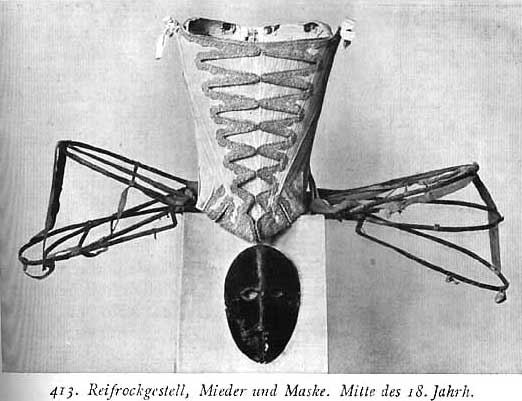 413. Reifrockgestell, Mieder und Maske. Mitte des 18. Jahrh.